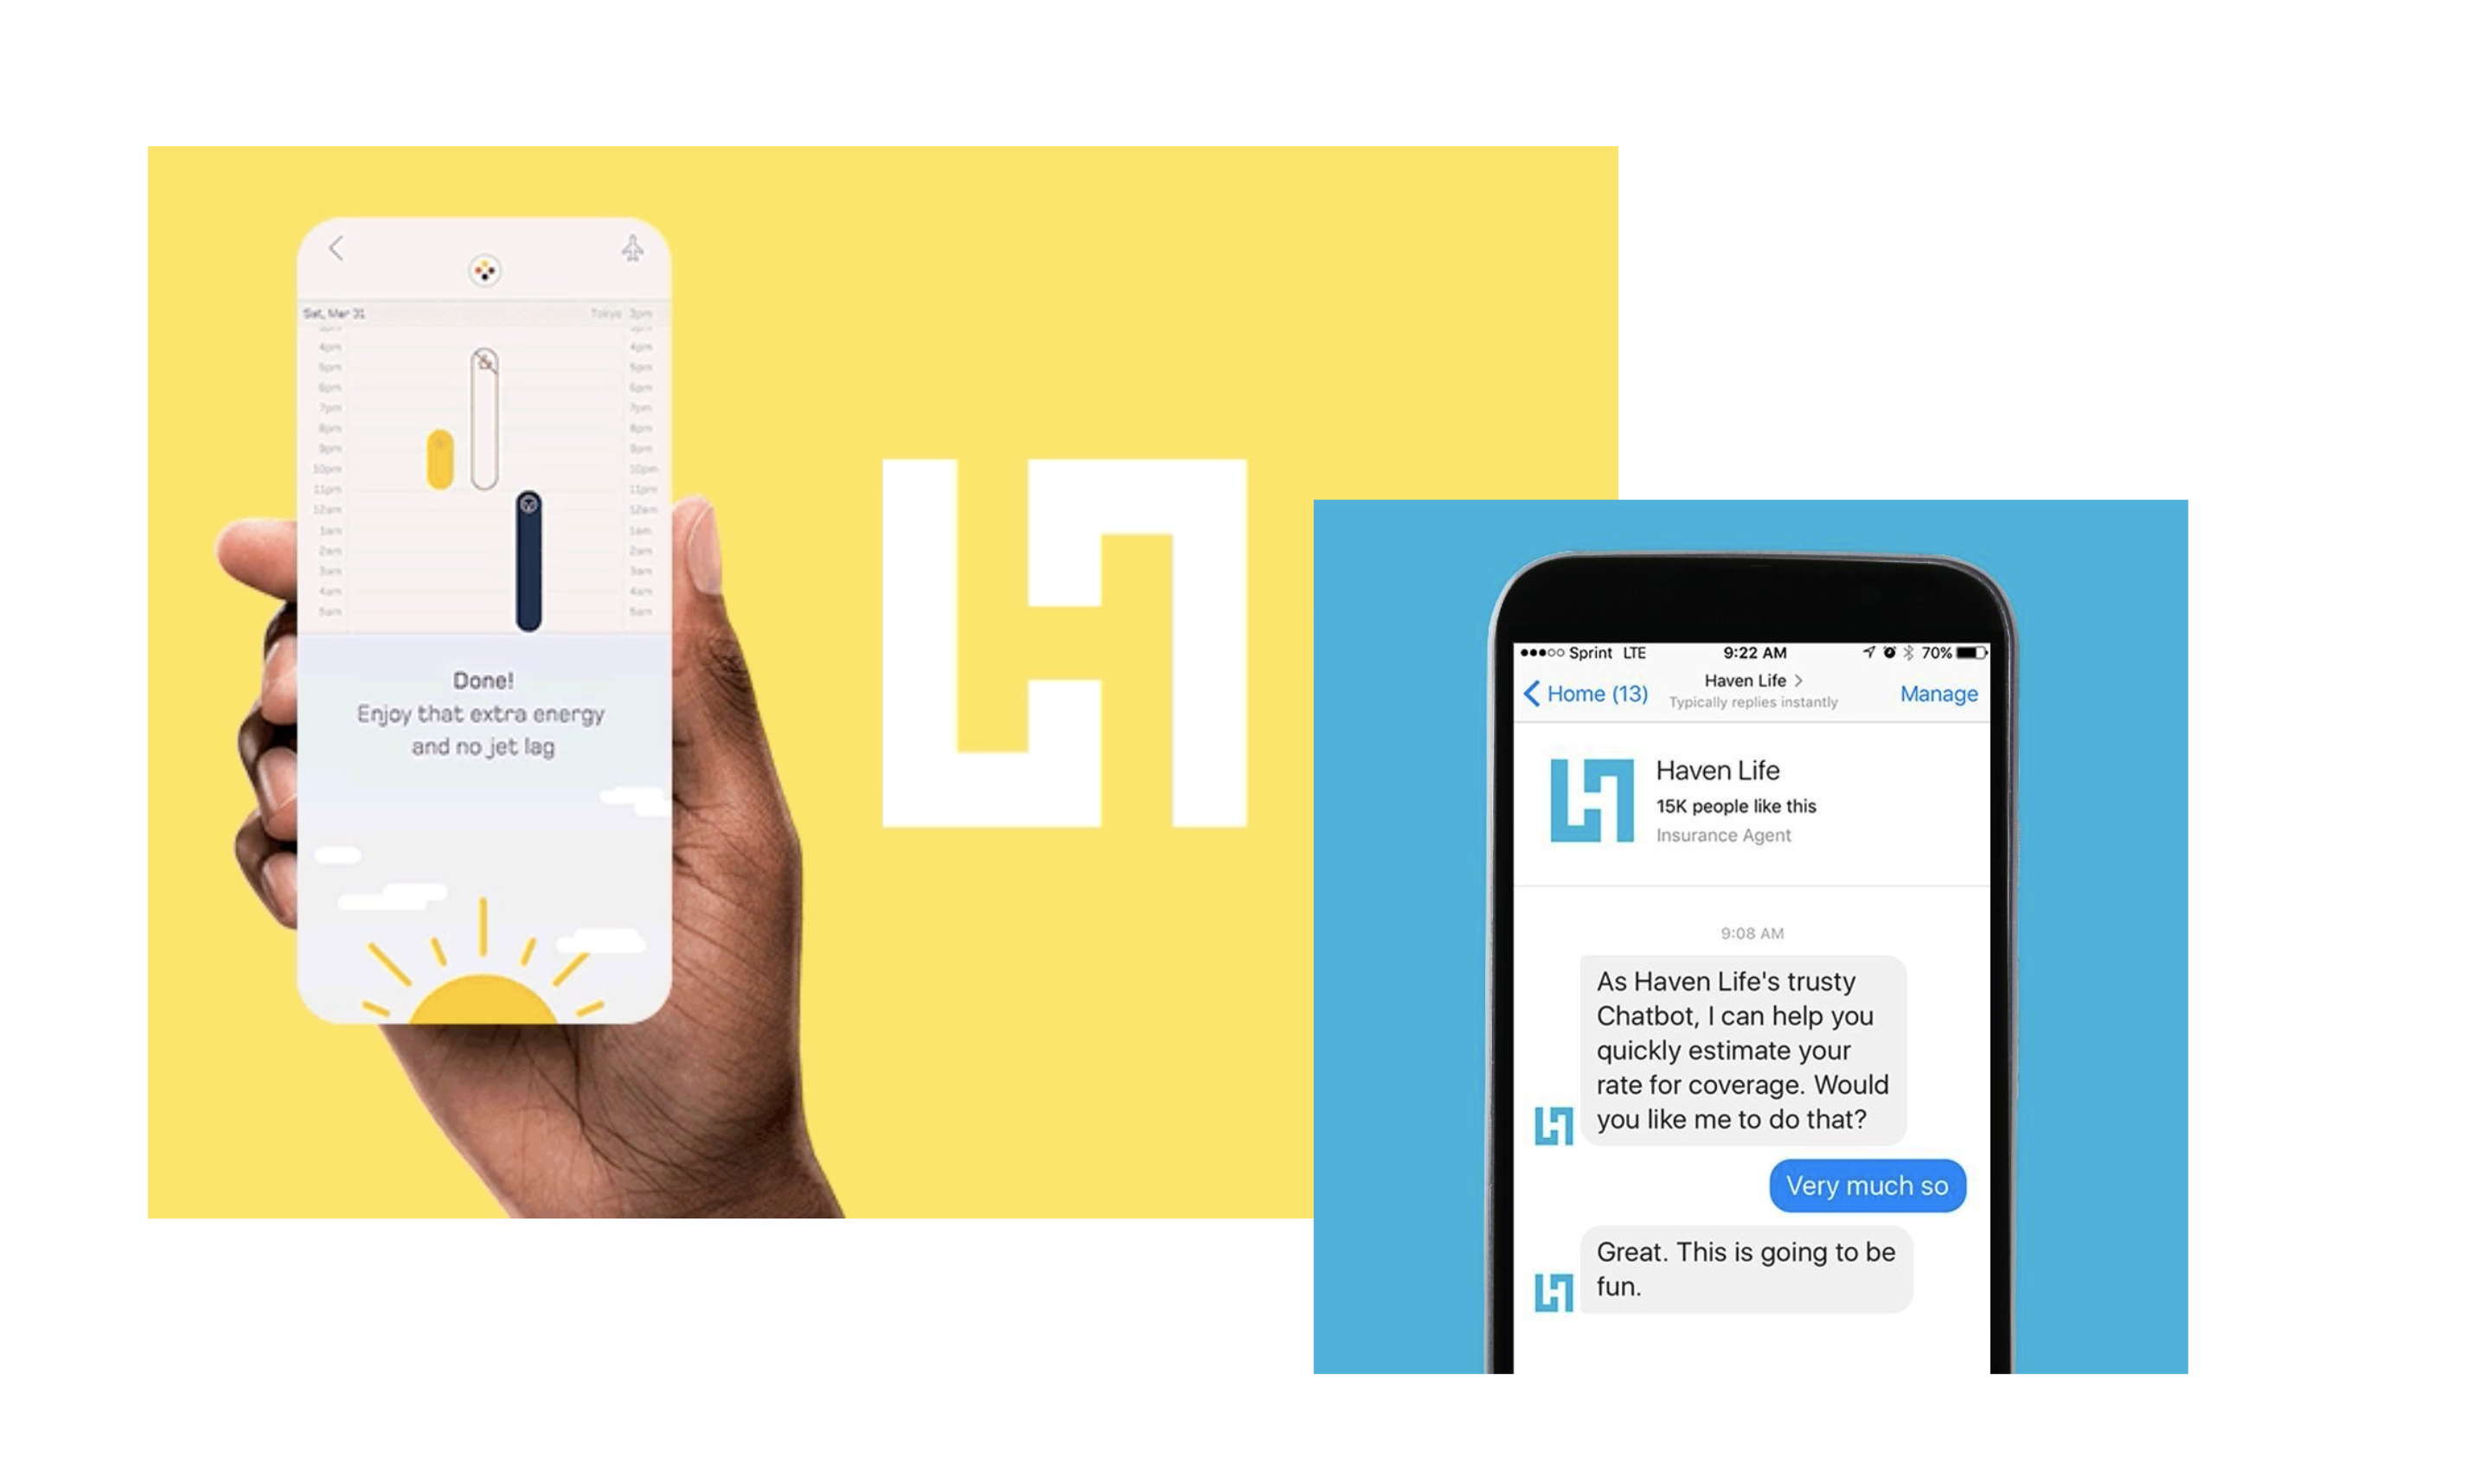 Sat, Mar 31
Tokyo 3pm
4pm 4pm
5pm 5pm
6pm 6pm
7pm 7pm
8pm 8pm
9pm 9pm
10pm 10pm
11pm 11pm
12am 12am
1am 1am
2am 2am
3am 3am
4am 4am
5am 5am
Done!
Enjoy that extra energy
and no jet lag
Sprint LTE
9:22 AM
70%
Home (13)
Haven Life
Typically replies instantly
Manage
Haven Life
15K people like this
Insurance Agent
9:08 AM
As Haven Life's trusty
Chatbot, I can help you
quickly estimate your
rate for coverage. Would
you like me to do that?
Very much so
Great. This is going to be
fun.